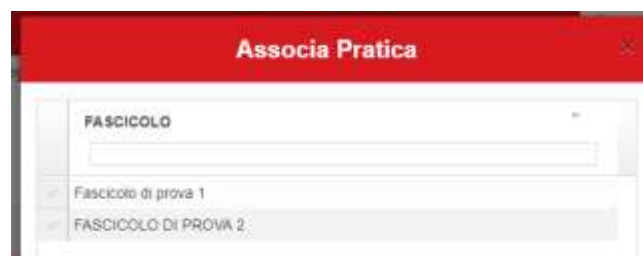 Associa Pratica
FASCICOLO
Fascicolo di prova 1
FASCICOLO DI PROVA 2